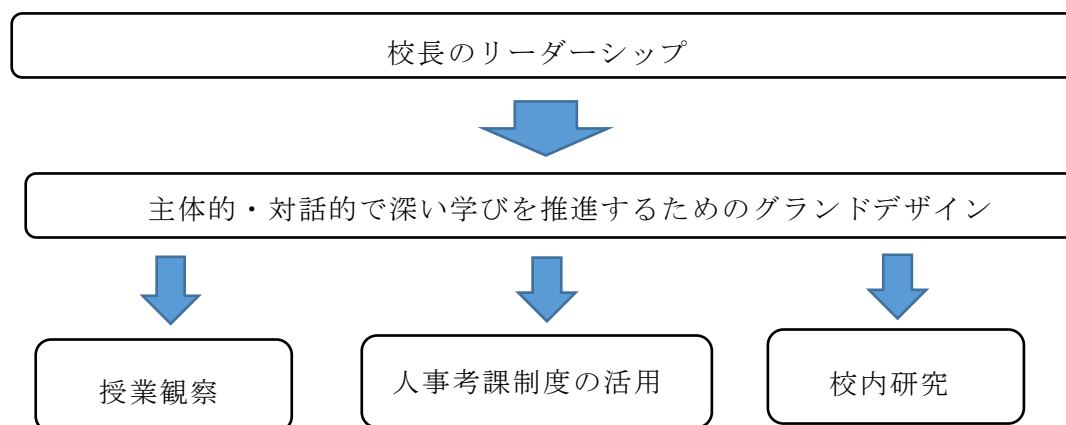 校長のリーダーシップ
主体的・対話的で深い学びを推進するためのグランドデザイン
授業観察
人事考課制度の活用
校内研究